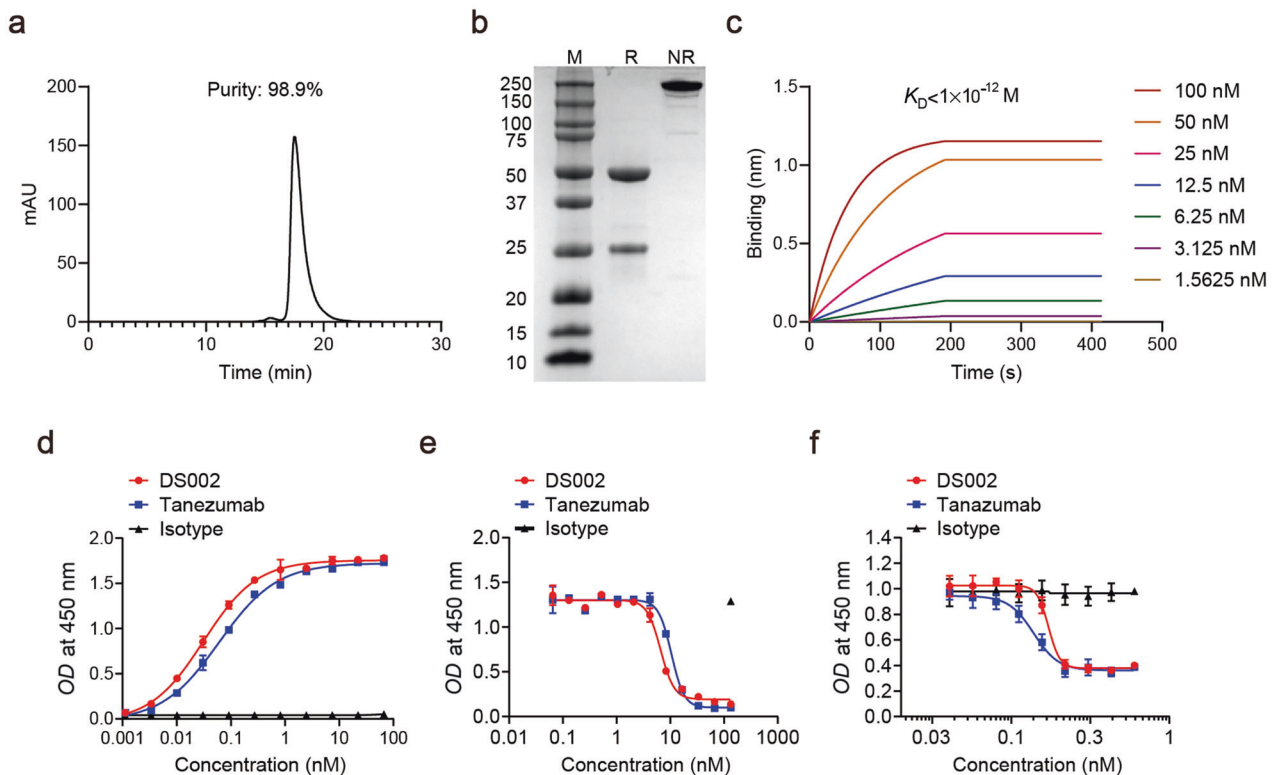 a
Purity: 98.9%
200
150
100
50
0
mAU
0 10 20 30
Time (min)
b
M R NR
250
150
100
75
50
37
25
20
15
10
c
K_D<1×10⁻¹² M
1.5
1.0
0.5
0.0
Binding (nm)
0 100 200 300 400 500
Time (s)
100 nM
50 nM
25 nM
12.5 nM
6.25 nM
3.125 nM
1.5625 nM
d
DS002
Tanezumab
Isotype
2.0
1.5
1.0
0.5
0.0
OD at 450 nm
0.001 0.01 0.1 1 10 100
Concentration (nM)
e
DS002
Tanezumab
Isotype
2.0
1.5
1.0
0.5
0.0
OD at 450 nm
0.01 0.1 1 10 100 1000
Concentration (nM)
f
DS002
Tanazumab
Isotype
1.4
1.2
1.0
0.8
0.6
0.4
0.2
0.0
OD at 450 nm
0.03 0.1 0.3 1
Concentration (nM)